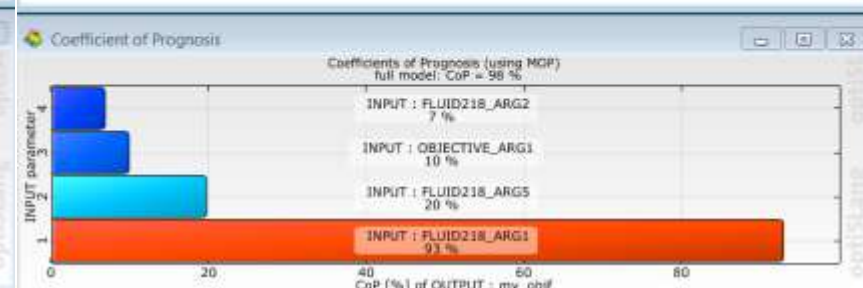 Coefficient of Prognosis
Coefficients of Prognosis (using MOP)
full model: CoP = 98 %
INPUT : FLUID218_ARG2
7 %
INPUT : OBJECTIVE_ARG1
10 %
INPUT : FLUID218_ARG5
20 %
INPUT : FLUID218_ARG1
93 %
INPUT parameter
4
3
2
1
0 20 40 60 80
CoP [%] of OUTPUT : my_objf